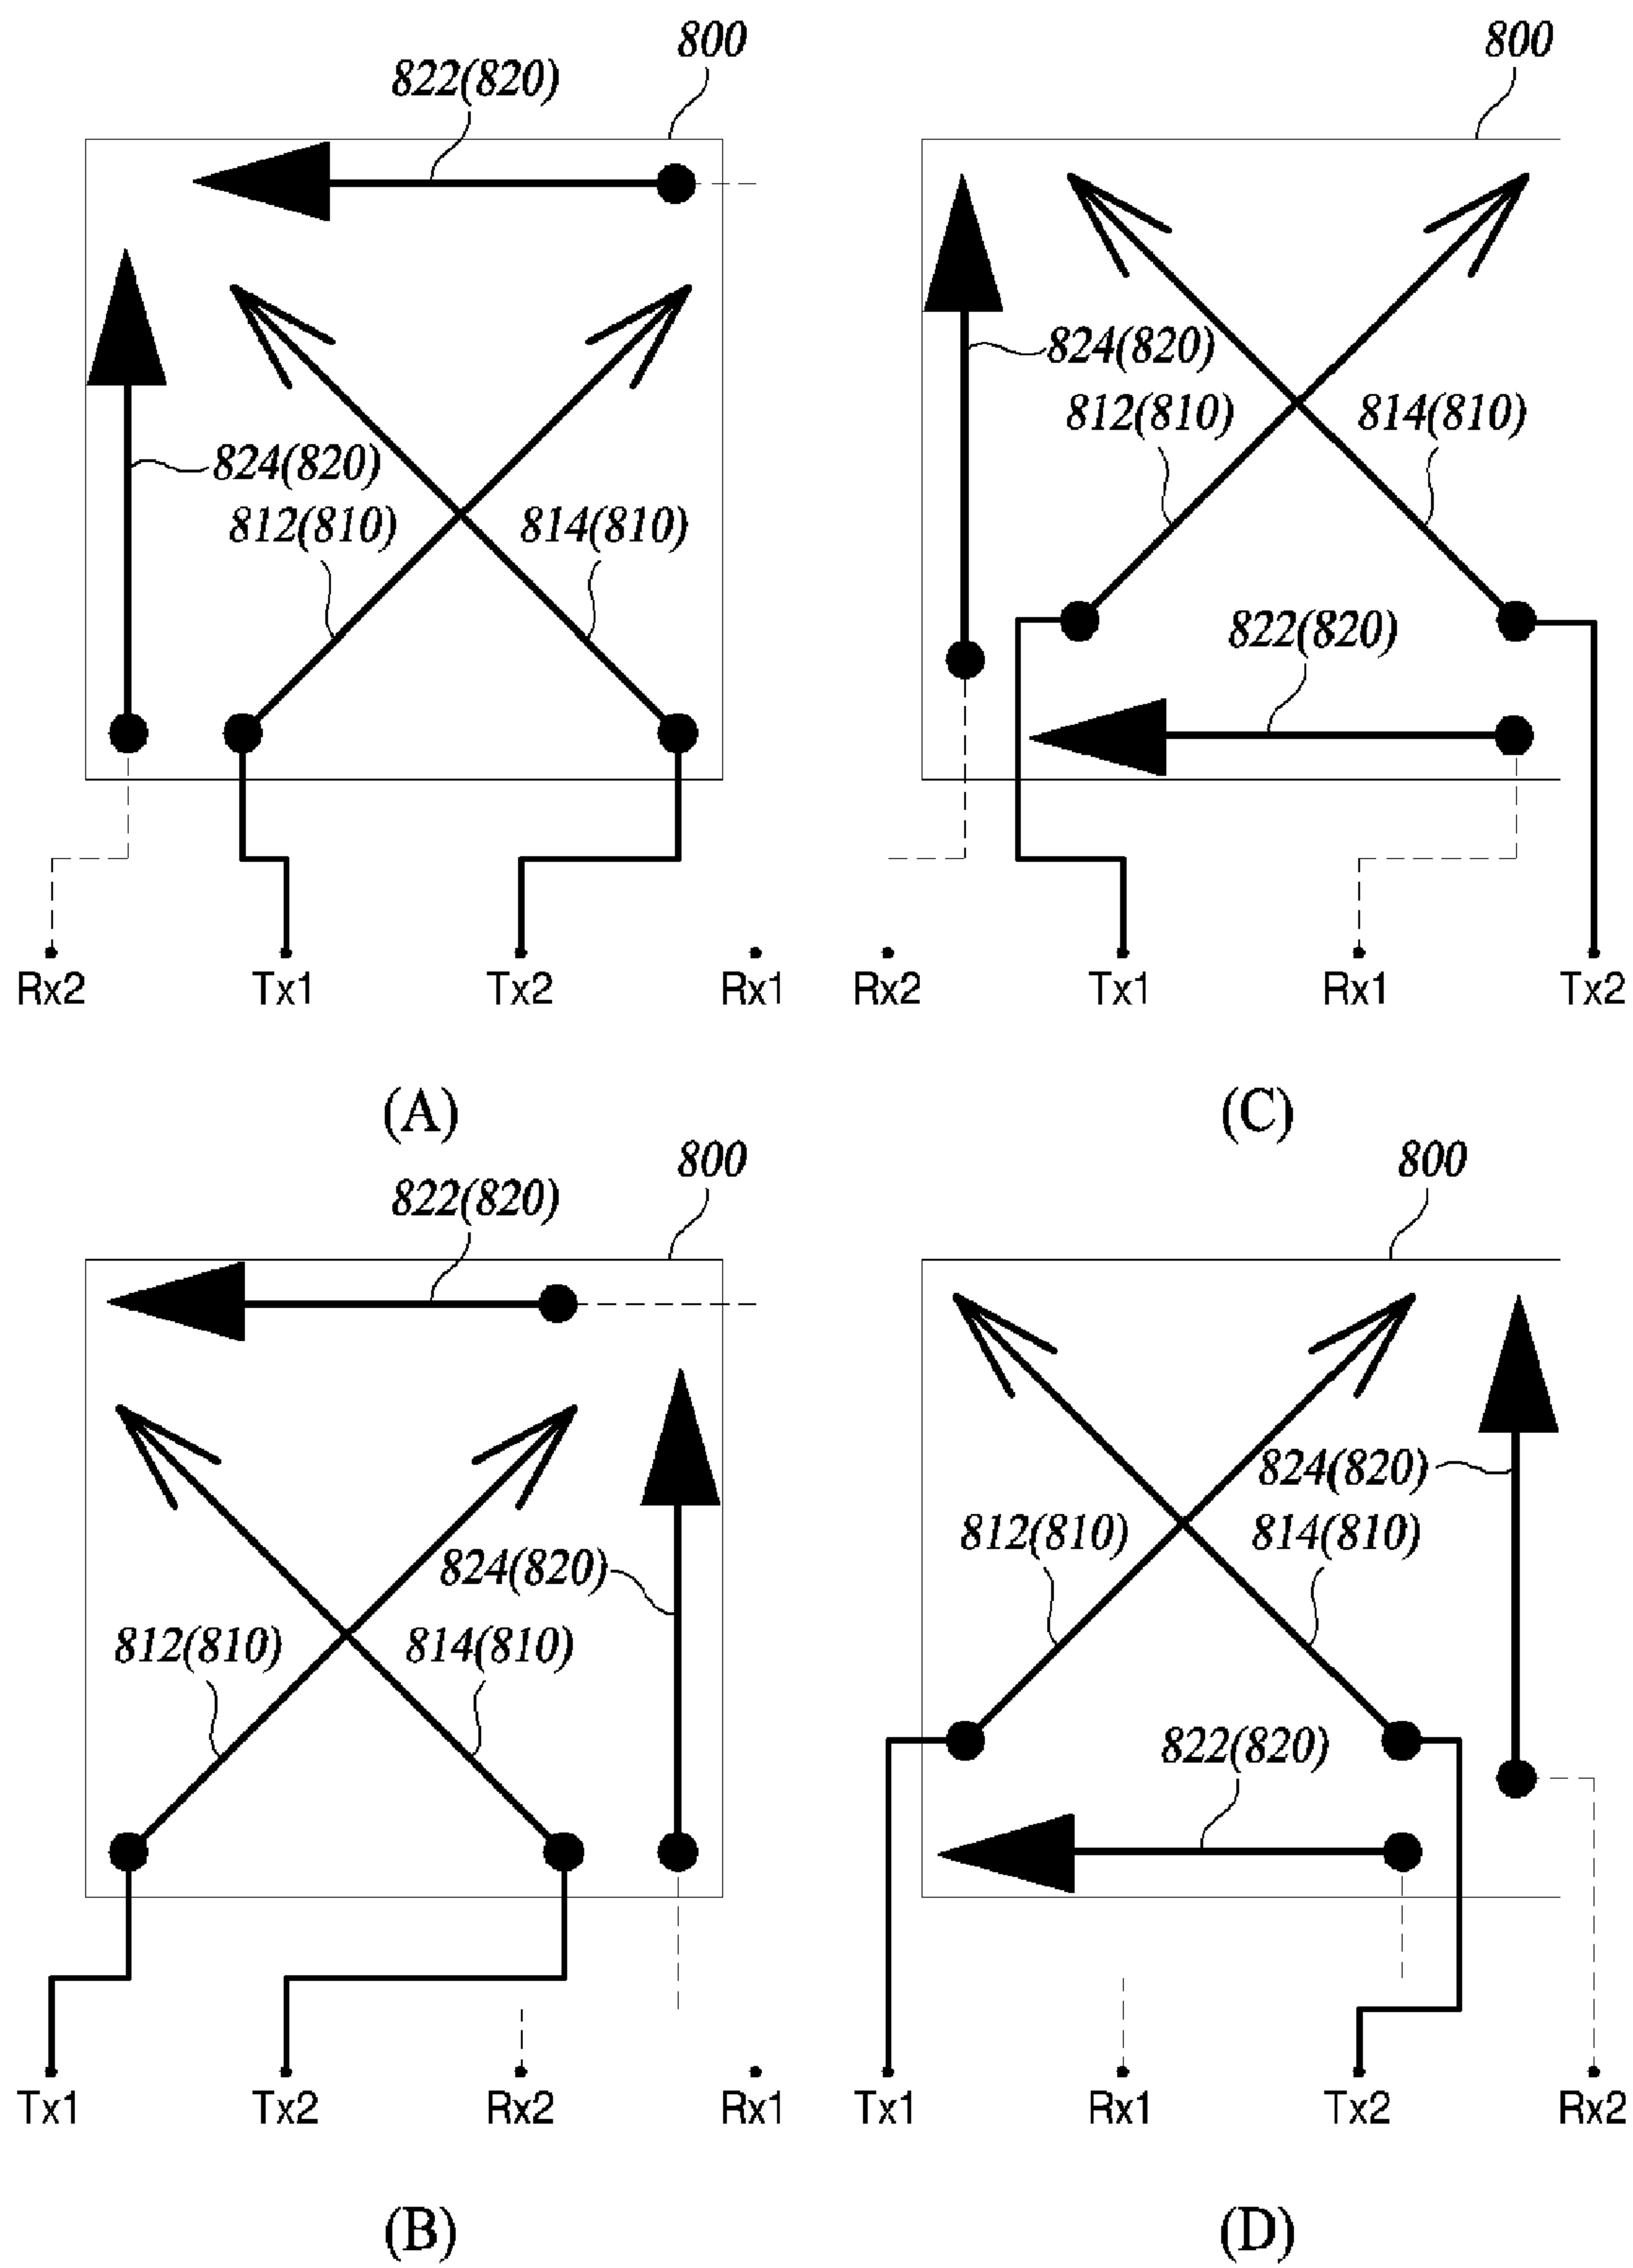 800
822(820)
824(820)
812(810) 814(810)
Rx2 Tx1 Tx2 Rx1
(A)
800
824(820)
812(810) 814(810)
822(820)
Rx2 Tx1 Rx1 Tx2
(C)
800
822(820)
824(820)
812(810) 814(810)
Tx1 Tx2 Rx2 Rx1
(B)
800
824(820)
812(810) 814(810)
822(820)
Tx1 Rx1 Tx2 Rx2
(D)